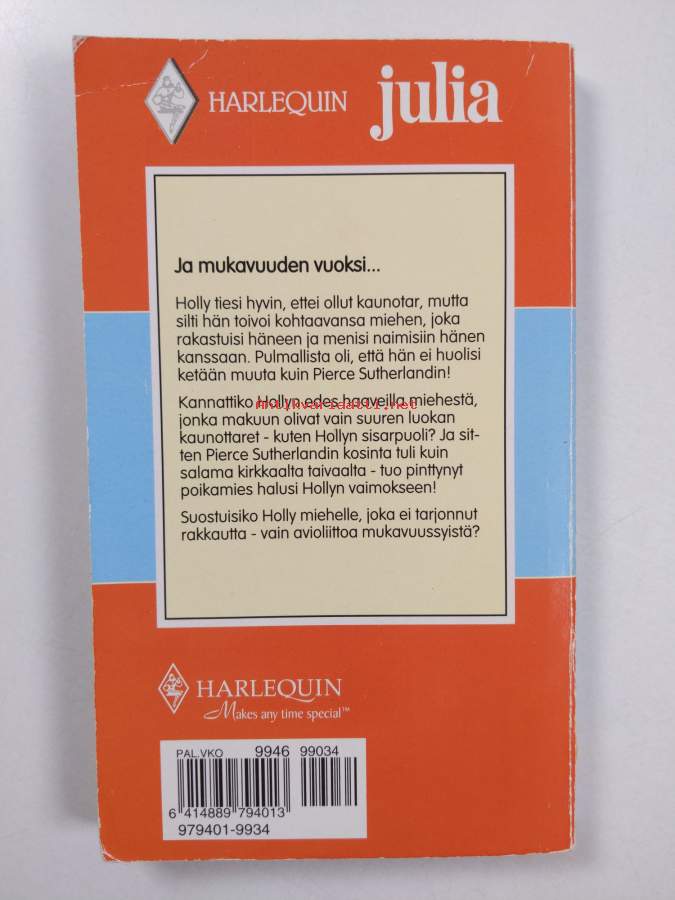 HARLEQUIN julia
Ja mukavuuden vuoksi...
Holly tiesi hyvin, ettei ollut kaunotar, mutta
silti hän toivoi kohtaavansa miehen, joka
rakastuisi häneen ja menisi naimisiin hänen
kanssaan. Pulmallista oli, että hän ei huolisi
ketään muuta kuin Pierce Sutherlandin!
Kannattiko Hollyn edes haaveilla miehestä,
antikvariaatti.net
jonka makuun olivat vain suuren luokan
kaunottaret - kuten Hollyn sisarpuoli? Ja sit-
ten Pierce Sutherlandin kosinta tuli kuin
salama kirkkaalta taivaalta - tuo pinttynyt
poikamies halusi Hollyn vaimokseen!
Suostuisiko Holly miehelle, joka ei tarjonnut
rakkautta - vain avioliittoa mukavuussyistä?
HARLEQUIN
Makes any time special™
PAL.VKO 9946 99034
6 414889 794013
979401-9934